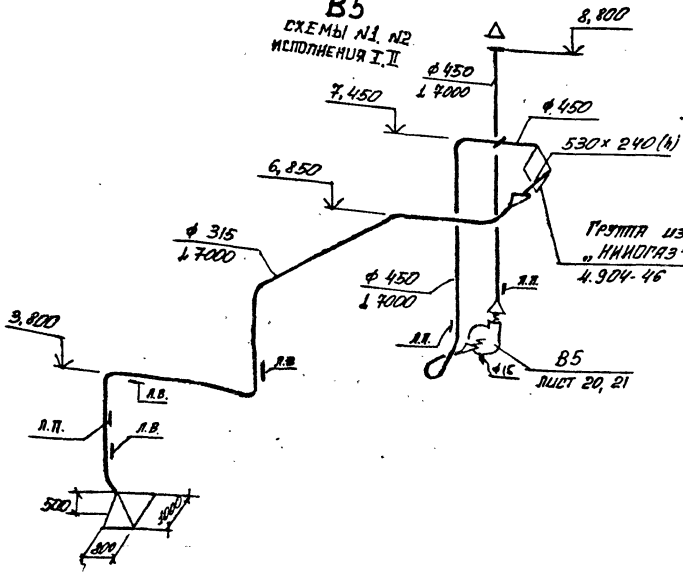 В5
СХЕМЫ N1, N2
ИСПОЛНЕНИЯ I, II
8,800
ф 450
L 7000
7,450
ф 450
530 × 240 (h)
6,850
ф 315
L 7000
ГРУППА ИЗ
„НИИОГАЗ"
4.904-46
ф 450
L 7000
Л.П.
3,800
Л.П.
Л.В.
В5
ЛИСТ 20, 21
ф15
Л.В.
Л.П.
Л.В.
500
1000
800